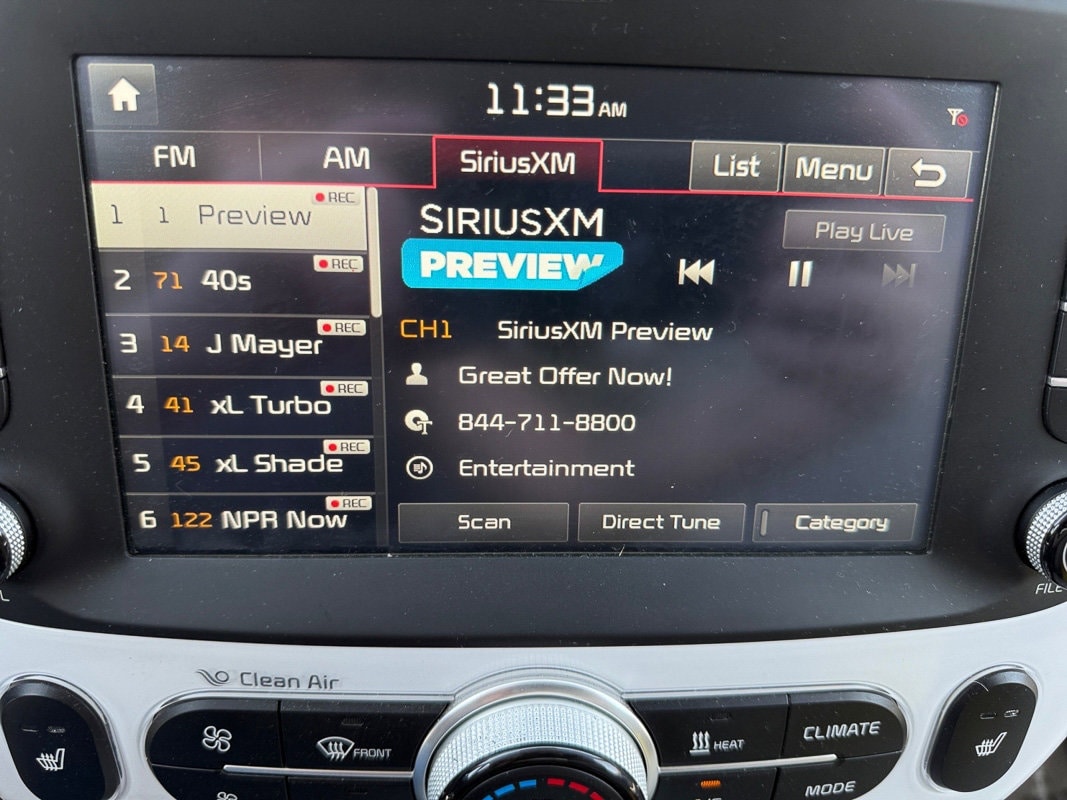 11:33 AM
FM AM SiriusXM List Menu
1 1 Preview REC
2 71 40s REC
3 14 J Mayer REC
4 41 xL Turbo REC
5 45 xL Shade REC
6 122 NPR Now REC
SIRIUSXM
PREVIEW
Play Live
CH1 SiriusXM Preview
Great Offer Now!
844-711-8800
Entertainment
Scan Direct Tune Category
FILE
Clean Air
FRONT
HEAT
CLIMATE
MODE